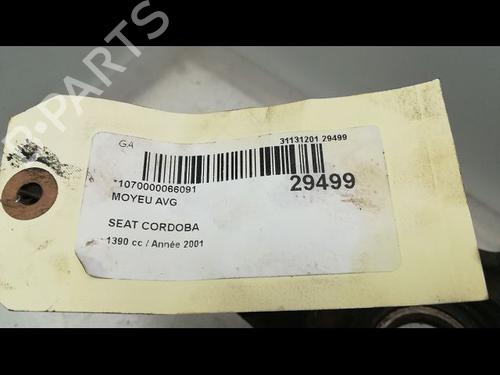 B-PARTS
GA
31131201 29499
*1070000066091
29499
MOYEU AVG
SEAT CORDOBA
1390 cc / Année 2001